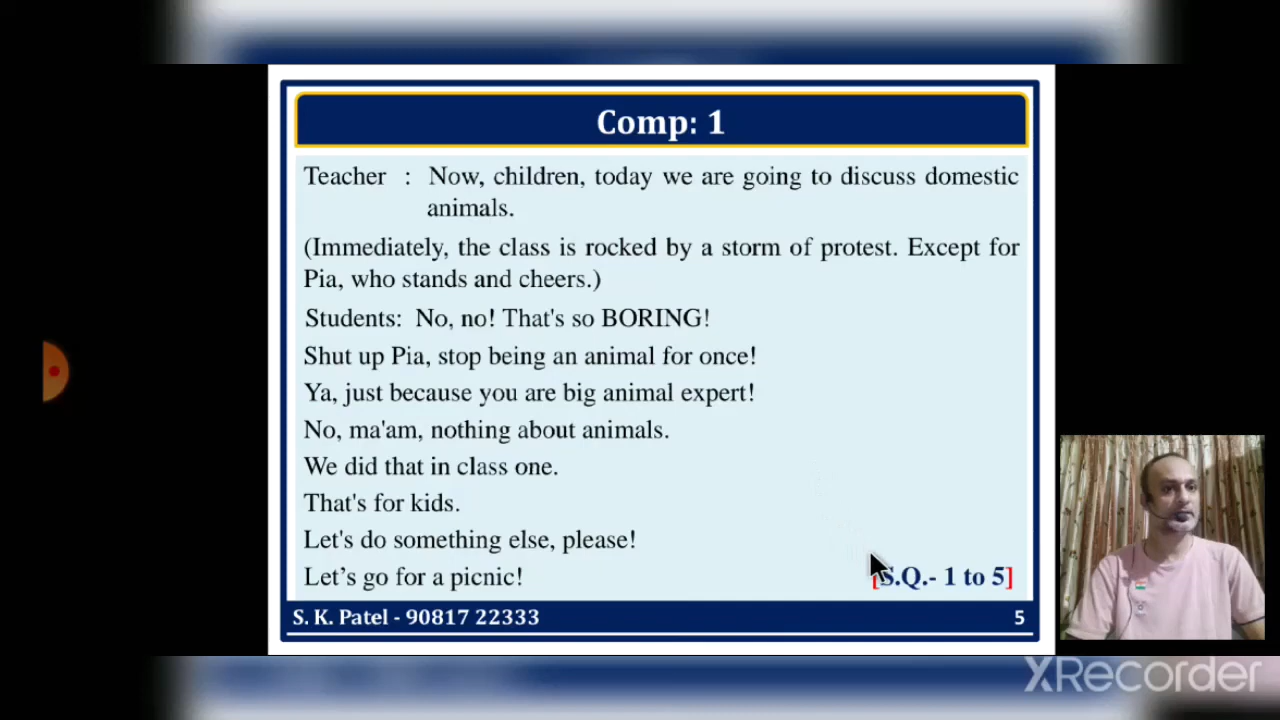 Comp: 1
Teacher : Now, children, today we are going to discuss domestic
animals.
(Immediately, the class is rocked by a storm of protest. Except for
Pia, who stands and cheers.)
Students: No, no! That's so BORING!
Shut up Pia, stop being an animal for once!
Ya, just because you are big animal expert!
No, ma'am, nothing about animals.
We did that in class one.
That's for kids.
Let's do something else, please!
Let’s go for a picnic!
[S.Q.- 1 to 5]
S. K. Patel - 90817 22333
5
XRecorder